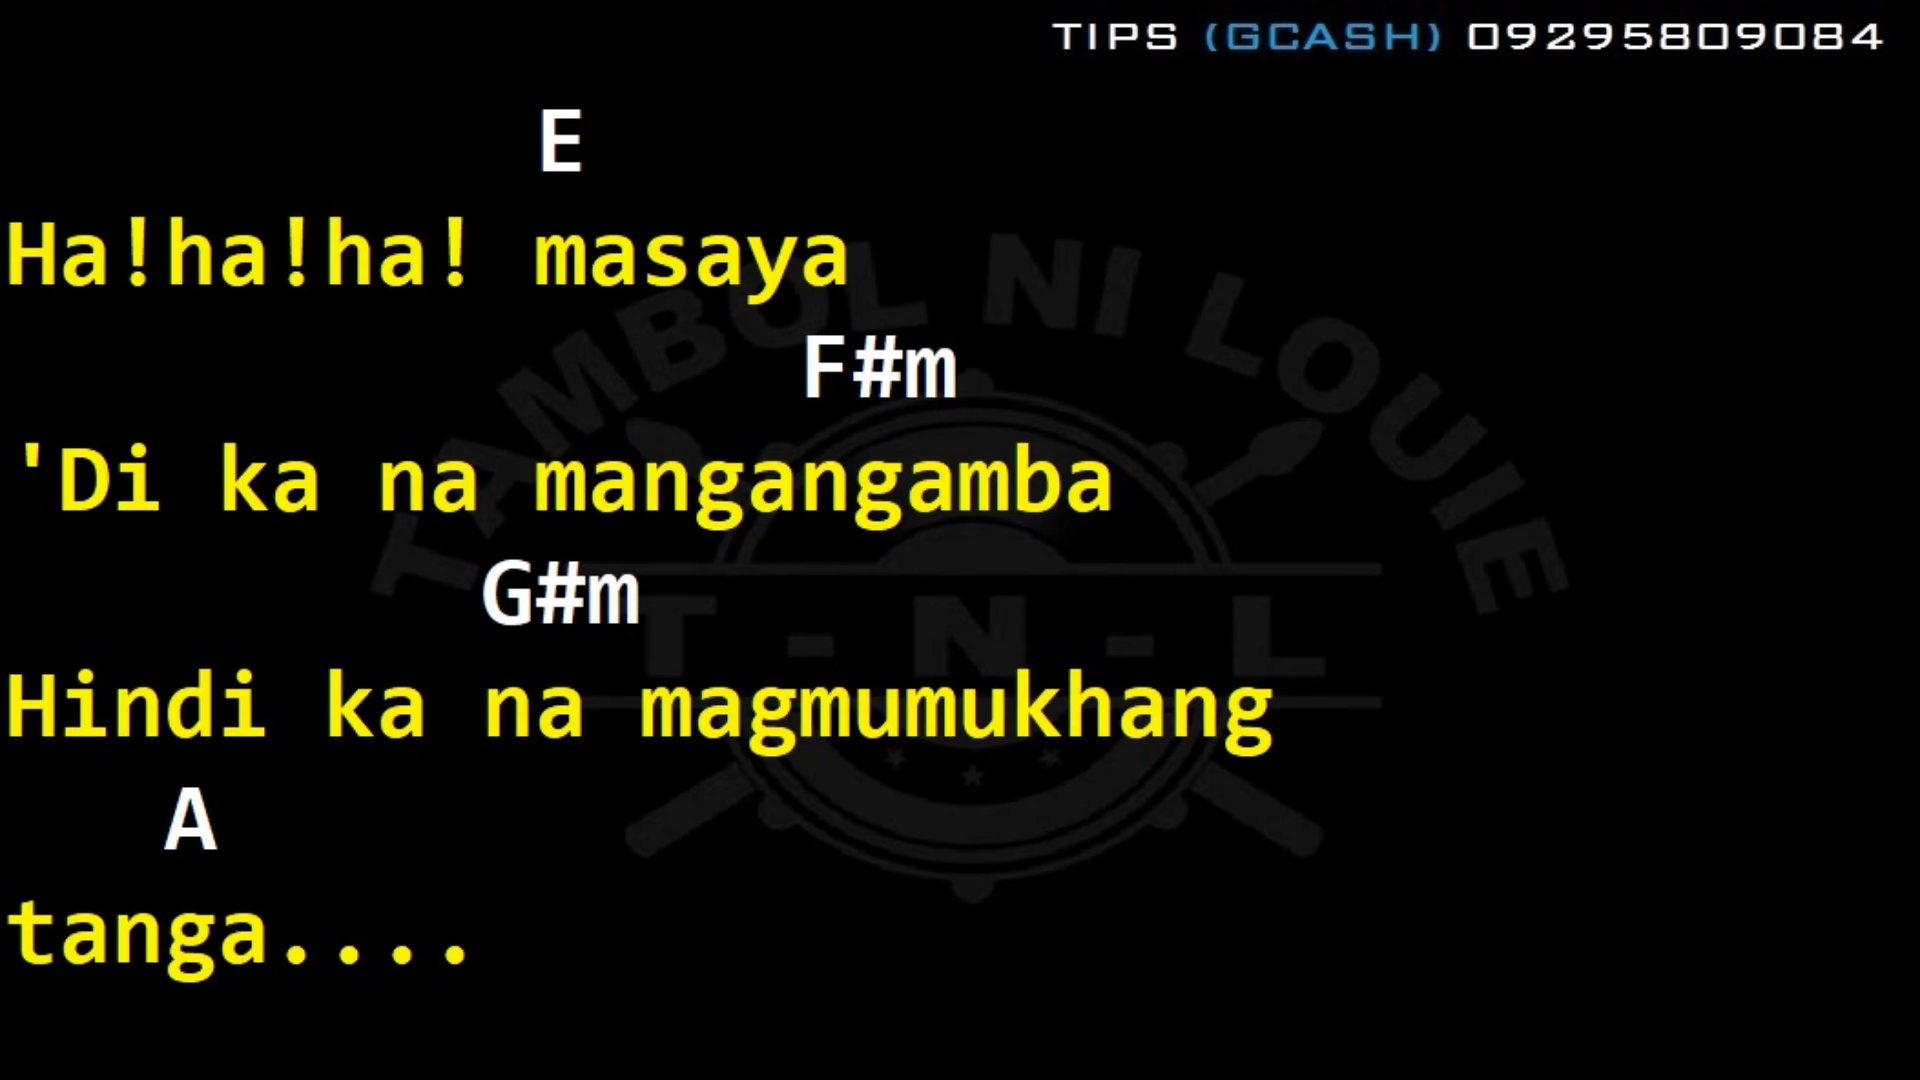 TIPS (GCASH) 09295809084
E
Ha!ha!ha! masaya
F#m
'Di ka na mangangamba
G#m
Hindi ka na magmumukhang
A
tanga....
TAMBOL NI LOUIE
T - N - L